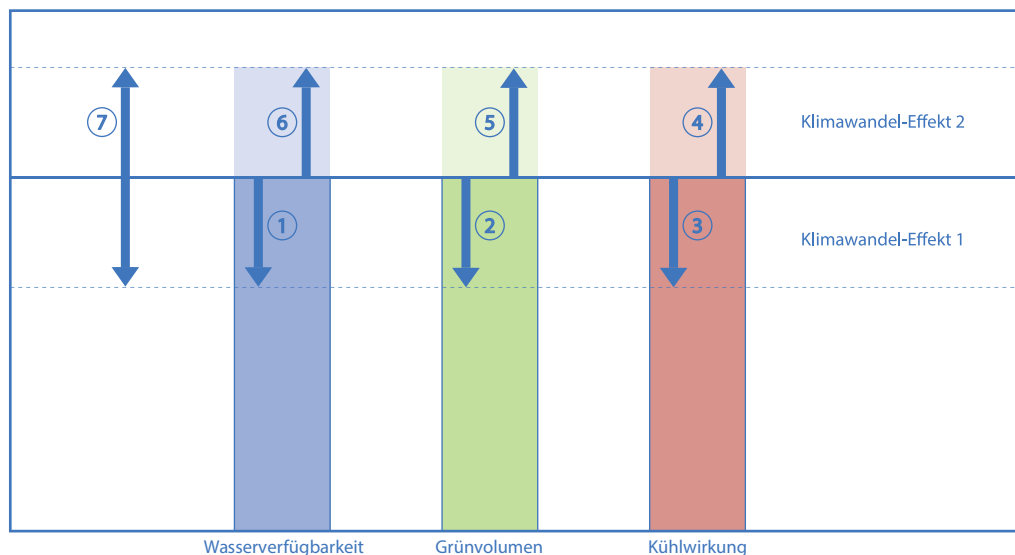 ⑦
⑥
⑤
④
Klimawandel-Effekt 2
①
②
③
Klimawandel-Effekt 1
Wasserverfügbarkeit
Grünvolumen
Kühlwirkung